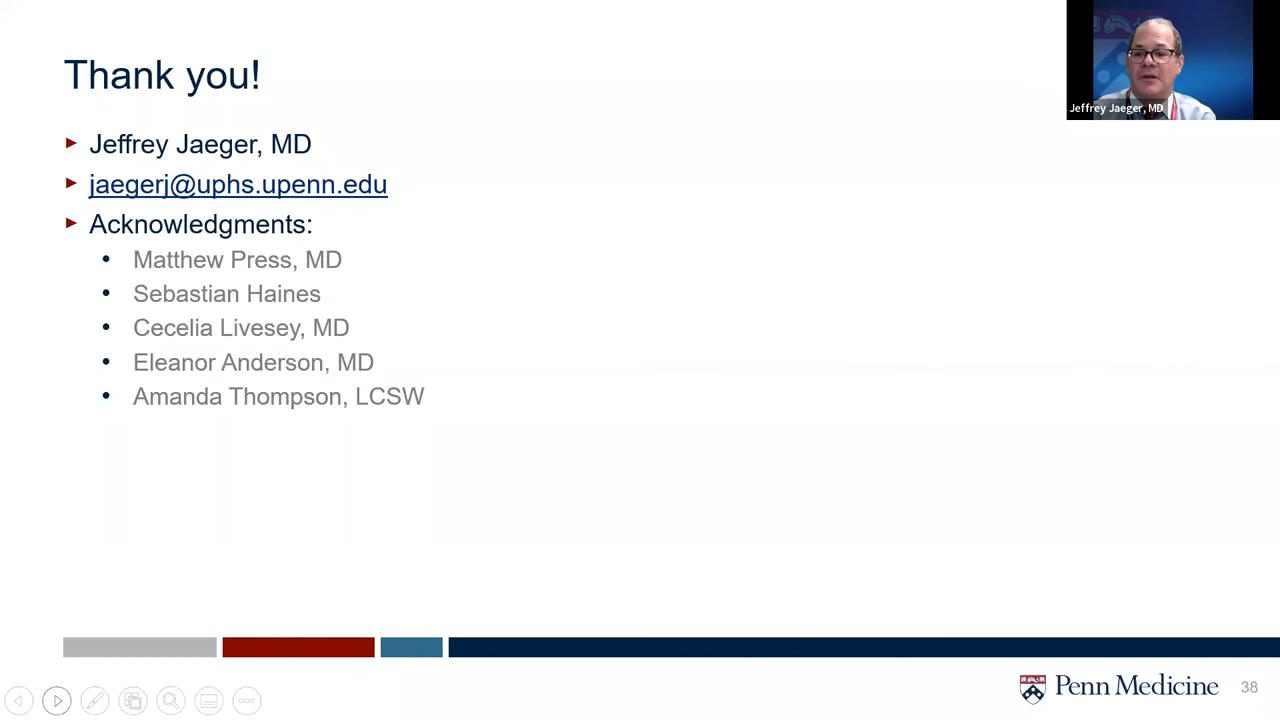 Thank you!
Jeffrey Jaeger, MD
Jeffrey Jaeger, MD
jaegerj@uphs.upenn.edu
Acknowledgments:
Matthew Press, MD
Sebastian Haines
Cecelia Livesey, MD
Eleanor Anderson, MD
Amanda Thompson, LCSW
Penn Medicine
38